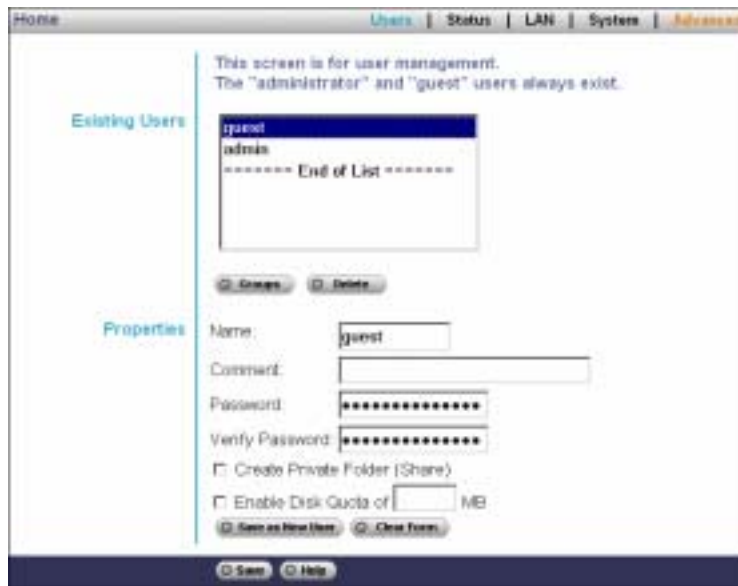 Home Users | Status | LAN | System | Advanced
This screen is for user management.
The "administrator" and "guest" users always exist.
Existing Users
guest
admin
------- End of List -------
Groups Delete
Properties
Name: guest
Comment:
Password: ••••••••••••••
Verify Password: ••••••••••••••
Create Private Folder (Share)
Enable Disk Quota of MB
Save as New User Clear Form
Save Help